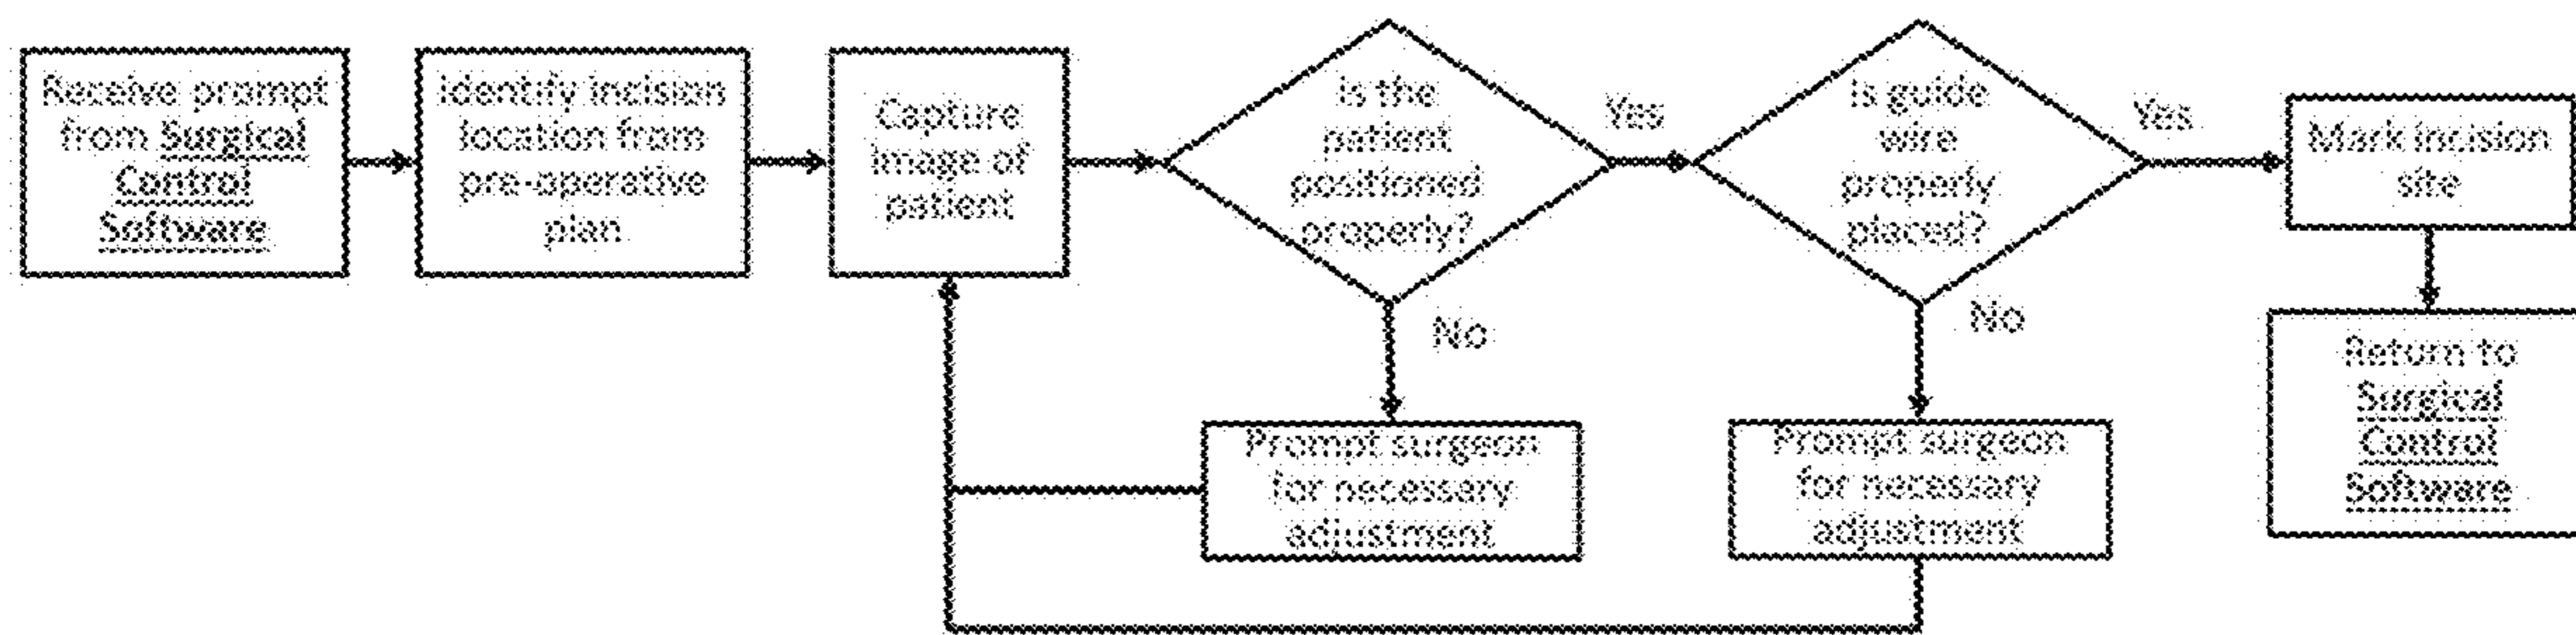 Receive prompt
from Surgical
Control
Software
Identify incision
location from
pre-operative
plan
Capture
image of
patient
Is the
patient
positioned
properly?
Yes
Is guide
wire
properly
placed?
Yes
Mark incision
site
No
No
Prompt surgeon
for necessary
adjustment
Prompt surgeon
for necessary
adjustment
Return to
Surgical
Control
Software